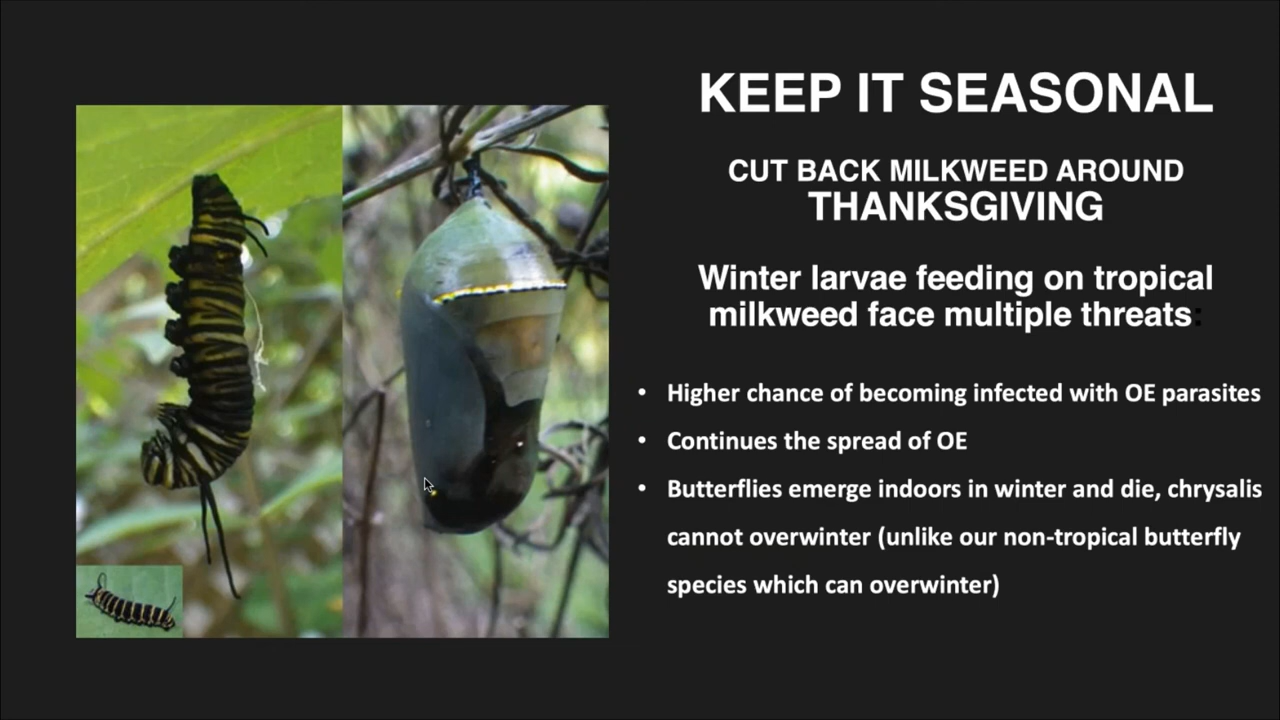 KEEP IT SEASONAL
CUT BACK MILKWEED AROUND
THANKSGIVING
Winter larvae feeding on tropical
milkweed face multiple threats:
• Higher chance of becoming infected with OE parasites
• Continues the spread of OE
• Butterflies emerge indoors in winter and die, chrysalis
cannot overwinter (unlike our non-tropical butterfly
species which can overwinter)